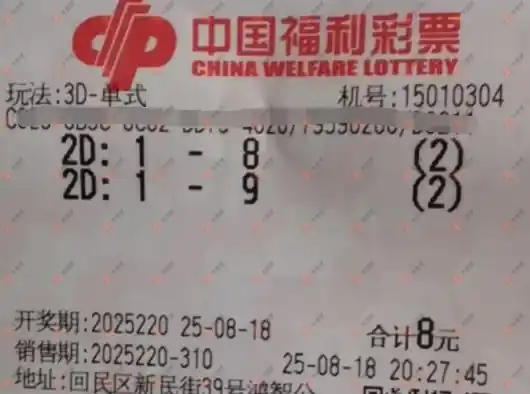 中国福利彩票
CHINA WELFARE LOTTERY
玩法:3D-单式 机号:15010304
2D: 1 - 8 (2)
2D: 1 - 9 (2)
开奖期:2025220 25-08-18 合计8元
销售期:2025220-310 25-08-18 20:27:45
地址:回民区新民街39号鸿智公